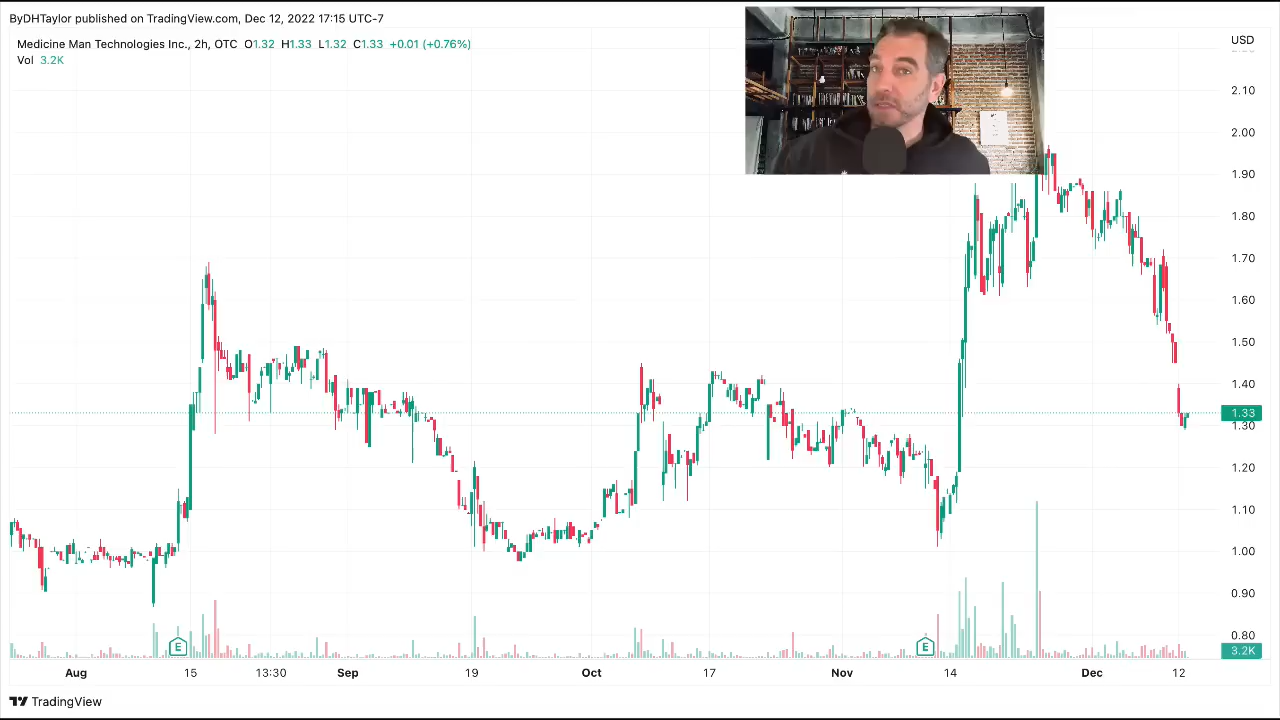 ByDHTaylor published on TradingView.com, Dec 12, 2022 17:15 UTC-7
Technologies Inc., 2h, OTC O1.32 H1.33 L1.32 C1.33 +0.01 (+0.76%)
Vol 3.2K
USD
2.10
2.00
1.90
1.80
1.70
1.60
1.50
1.40
1.33
1.30
1.20
1.10
1.00
0.90
0.80
3.2K
E
E
Aug 15 13:30 Sep 19 Oct 17 Nov 14 Dec 12
TradingView